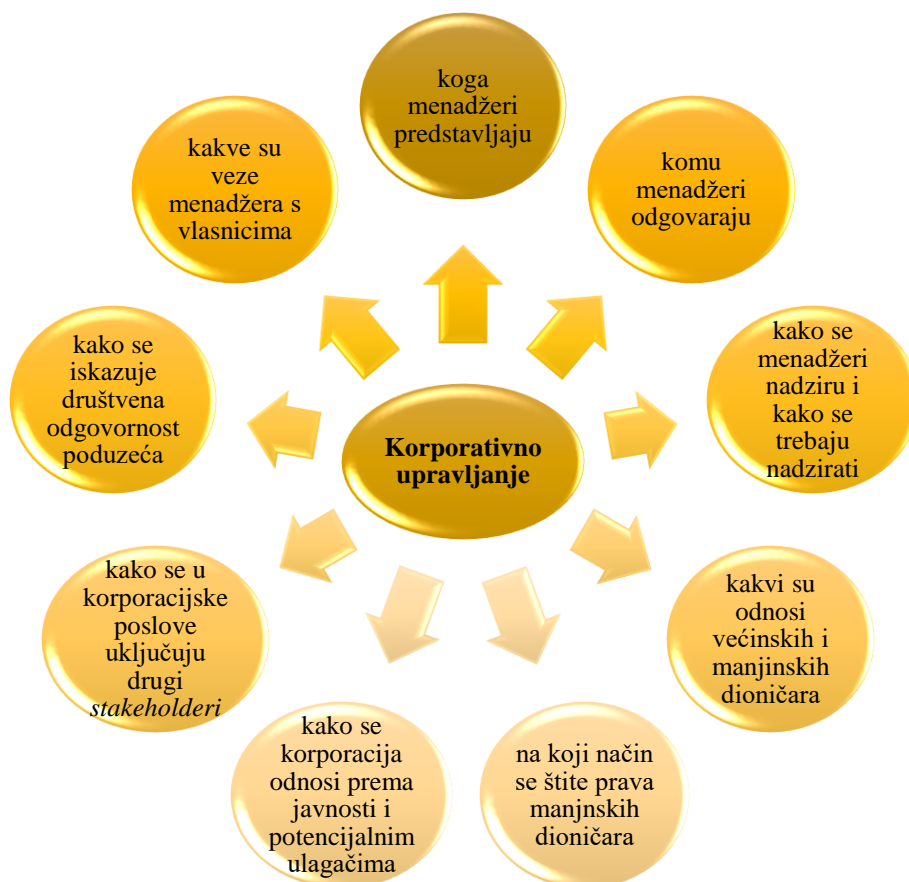 koga
menadžeri
predstavljaju
komu
menadžeri
odgovaraju
kako se
menadžeri
nadziru i
kako se
trebaju
nadzirati
kakvi su
odnosi
većinskih i
manjinskih
dioničara
na koji način
se štite prava
manjnskih
dioničara
kako se
korporacija
odnosi prema
javnosti i
potencijalnim
ulagačima
kako se u
korporacijske
poslove
uključuju
drugi
stakeholderi
kako se
iskazuje
društvena
odgovornost
poduzeća
kakve su
veze
menadžera s
vlasnicima
Korporativno
upravljanje